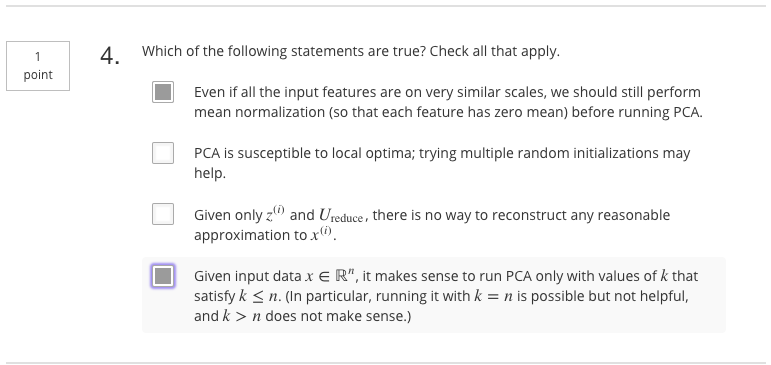 1
point
4.
Which of the following statements are true? Check all that apply.
Even if all the input features are on very similar scales, we should still perform
mean normalization (so that each feature has zero mean) before running PCA.
PCA is susceptible to local optima; trying multiple random initializations may
help.
Given only z⁽ⁱ⁾ and U_reduce, there is no way to reconstruct any reasonable
approximation to x⁽ⁱ⁾.
Given input data x ∈ ℝⁿ, it makes sense to run PCA only with values of k that
satisfy k ≤ n. (In particular, running it with k = n is possible but not helpful,
and k > n does not make sense.)